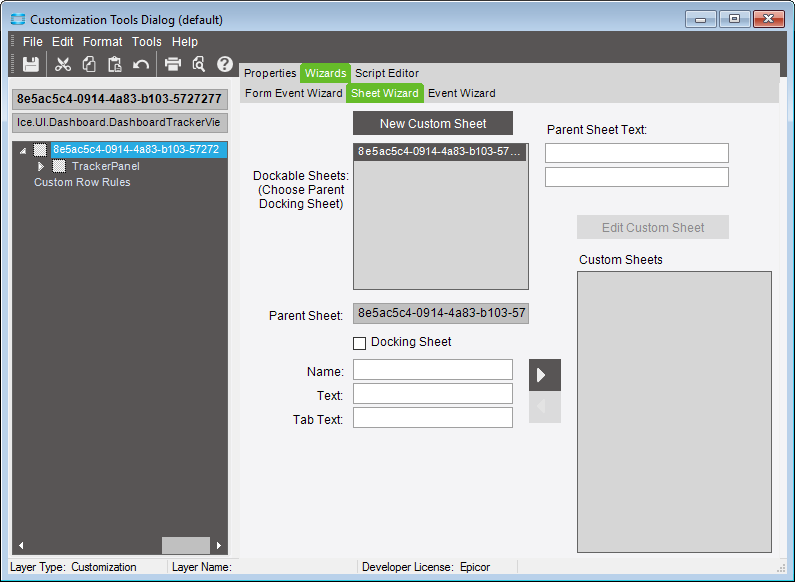 Customization Tools Dialog (default)
File Edit Format Tools Help
Properties Wizards Script Editor
Form Event Wizard Sheet Wizard Event Wizard
8e5ac5c4-0914-4a83-b103-5727277
Ice.UI.Dashboard.DashboardTrackerVie
8e5ac5c4-0914-4a83-b103-57272
TrackerPanel
Custom Row Rules
New Custom Sheet
Parent Sheet Text:
Dockable Sheets:
(Choose Parent
Docking Sheet)
8e5ac5c4-0914-4a83-b103-57...
Edit Custom Sheet
Custom Sheets
Parent Sheet:
8e5ac5c4-0914-4a83-b103-57
Docking Sheet
Name:
Text:
Tab Text:
Layer Type: Customization
Layer Name:
Developer License: Epicor